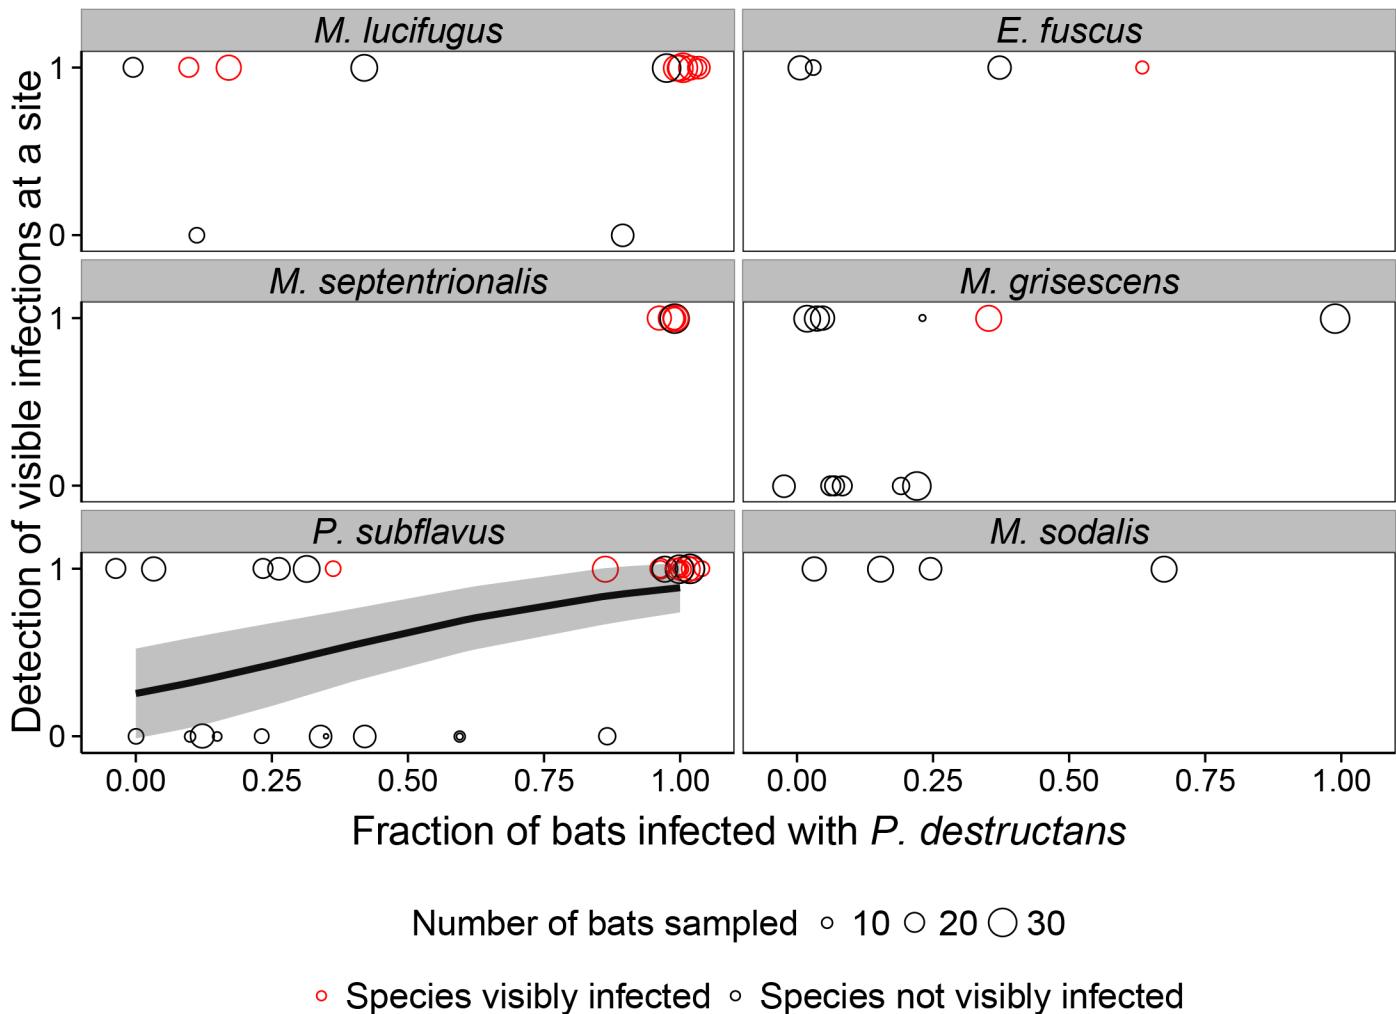 M. lucifugus
E. fuscus
1
0
M. septentrionalis
M. grisescens
1
0
P. subflavus
M. sodalis
1
0
Detection of visible infections at a site
0.00 0.25 0.50 0.75 1.00
0.00 0.25 0.50 0.75 1.00
Fraction of bats infected with P. destructans
Number of bats sampled 10 20 30
Species visibly infected Species not visibly infected